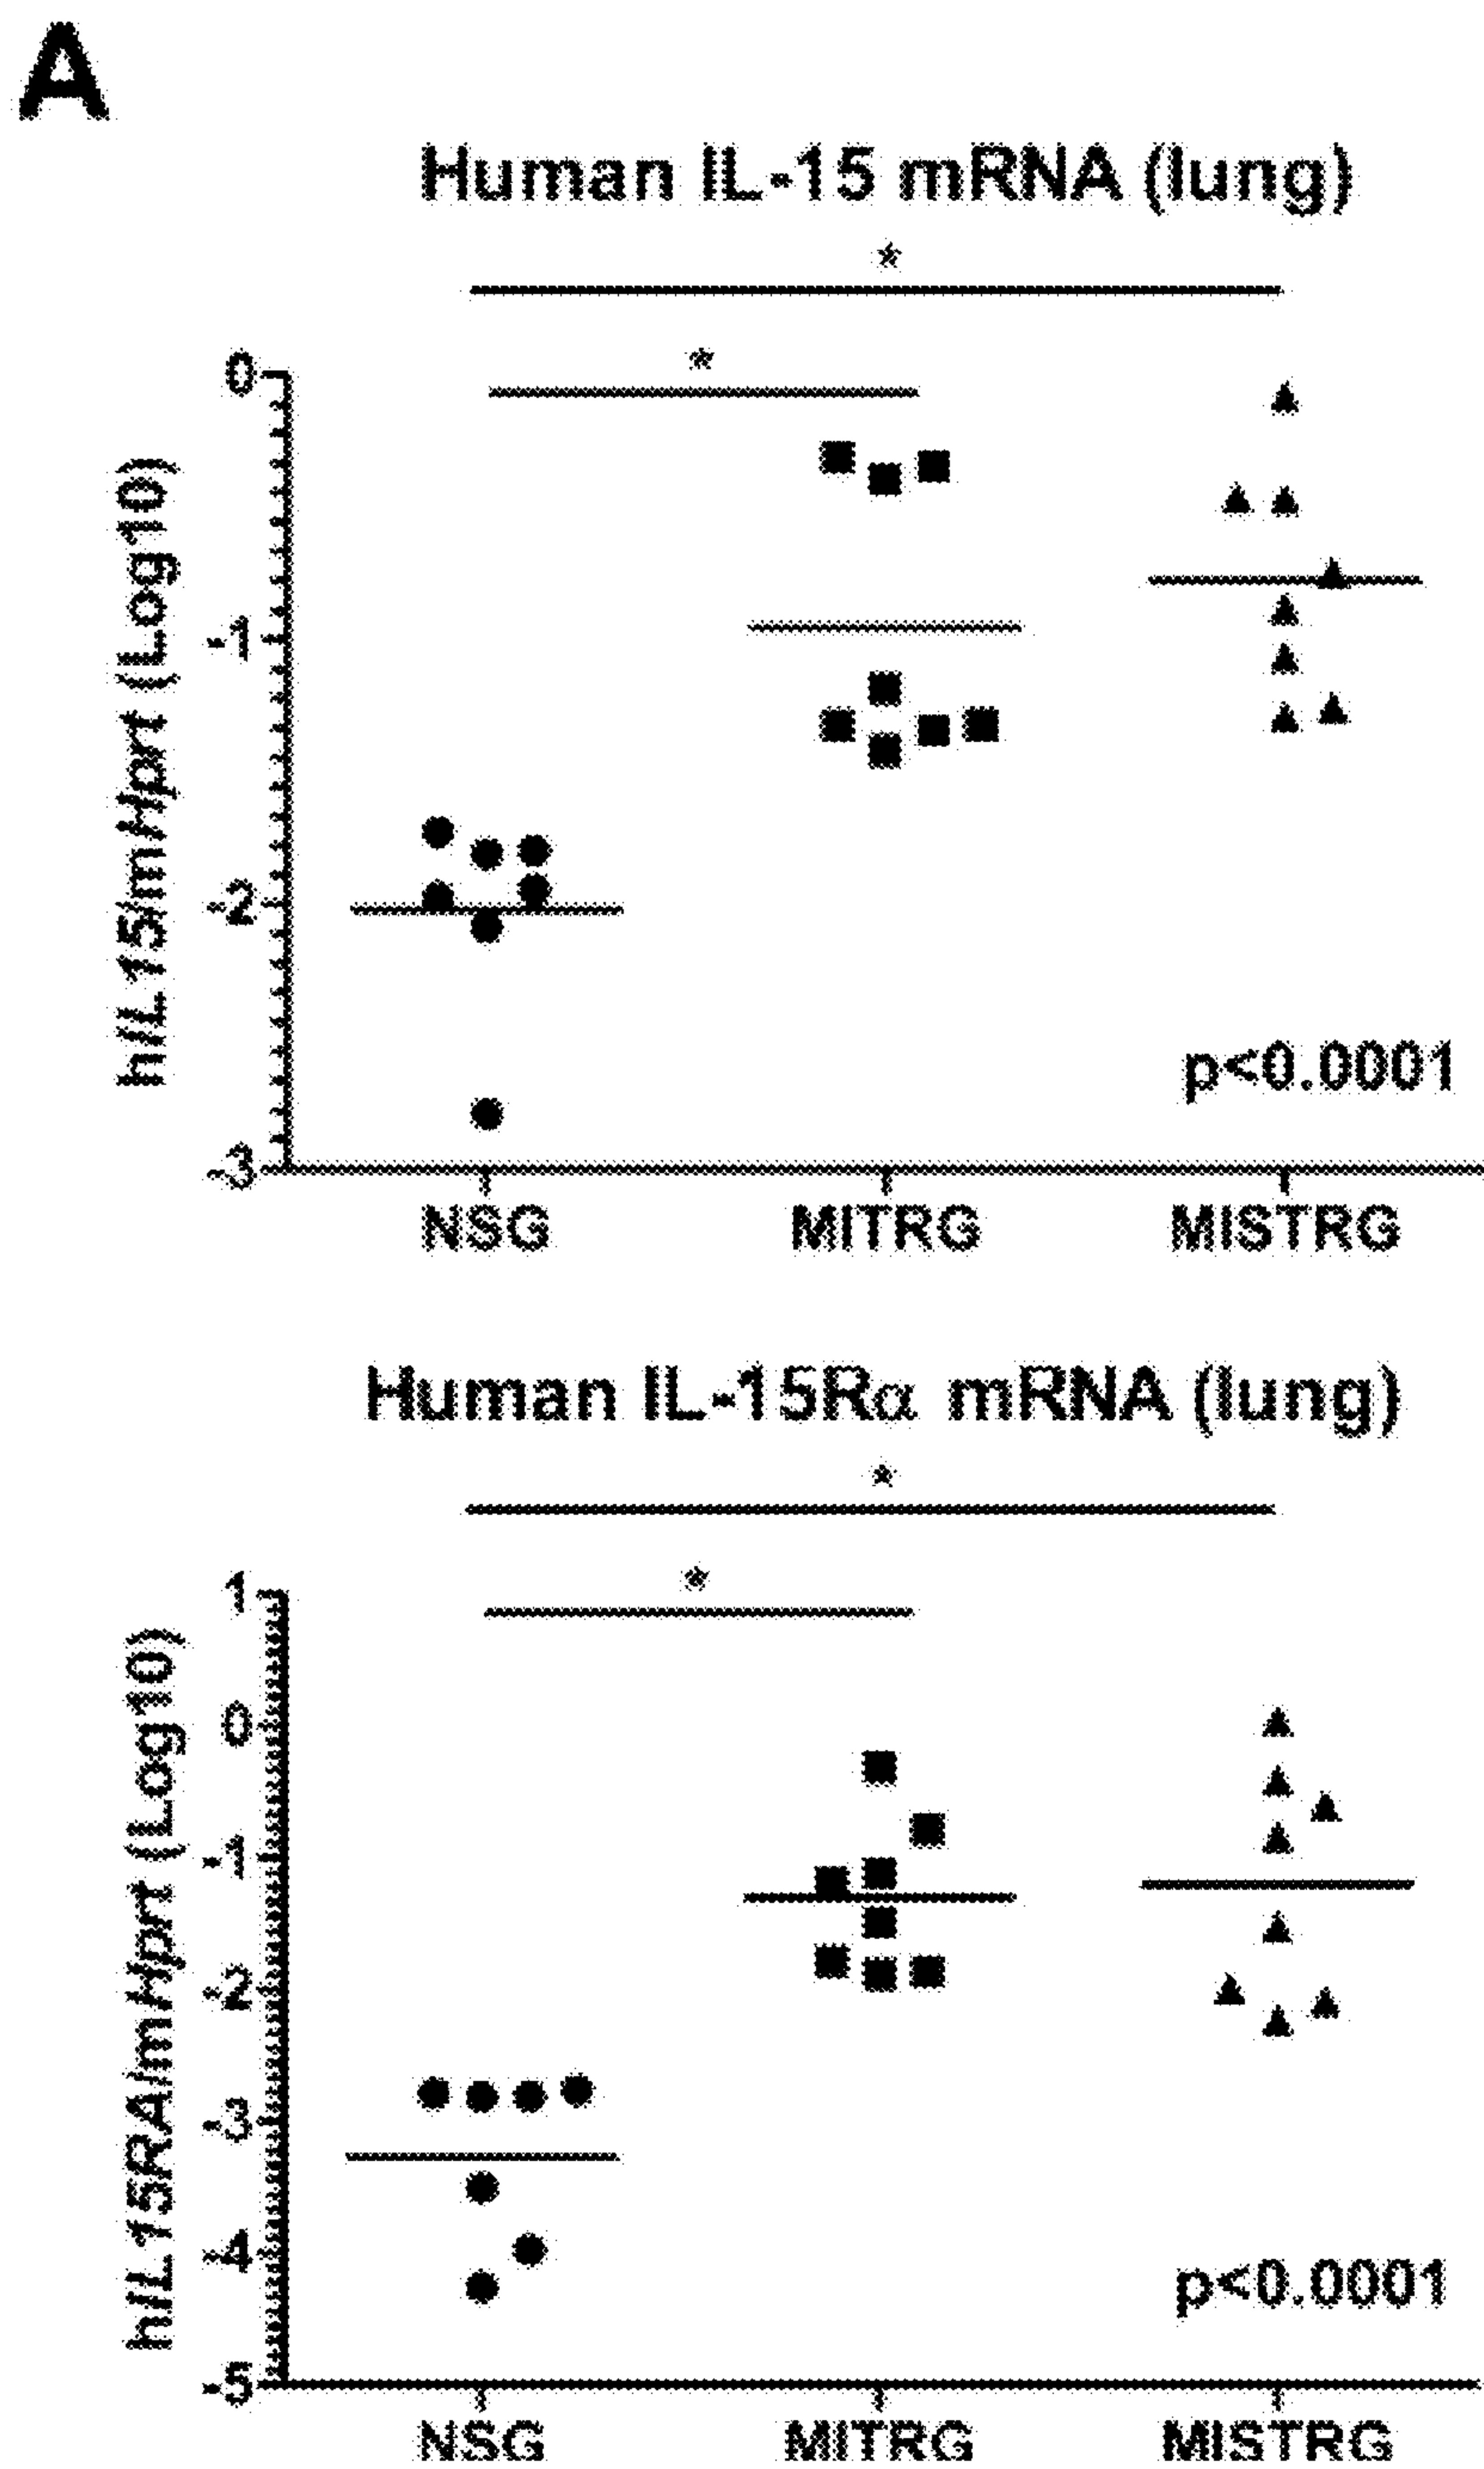 A
Human IL-15 mRNA (lung)
*
*
hIL15/mHprt (Log10)
0
-1
-2
-3
p<0.0001
NSG MITRG MISTRG
Human IL-15Rα mRNA (lung)
*
*
hIL15RA/mHprt (Log10)
1
0
-1
-2
-3
-4
-5
p<0.0001
NSG MITRG MISTRG